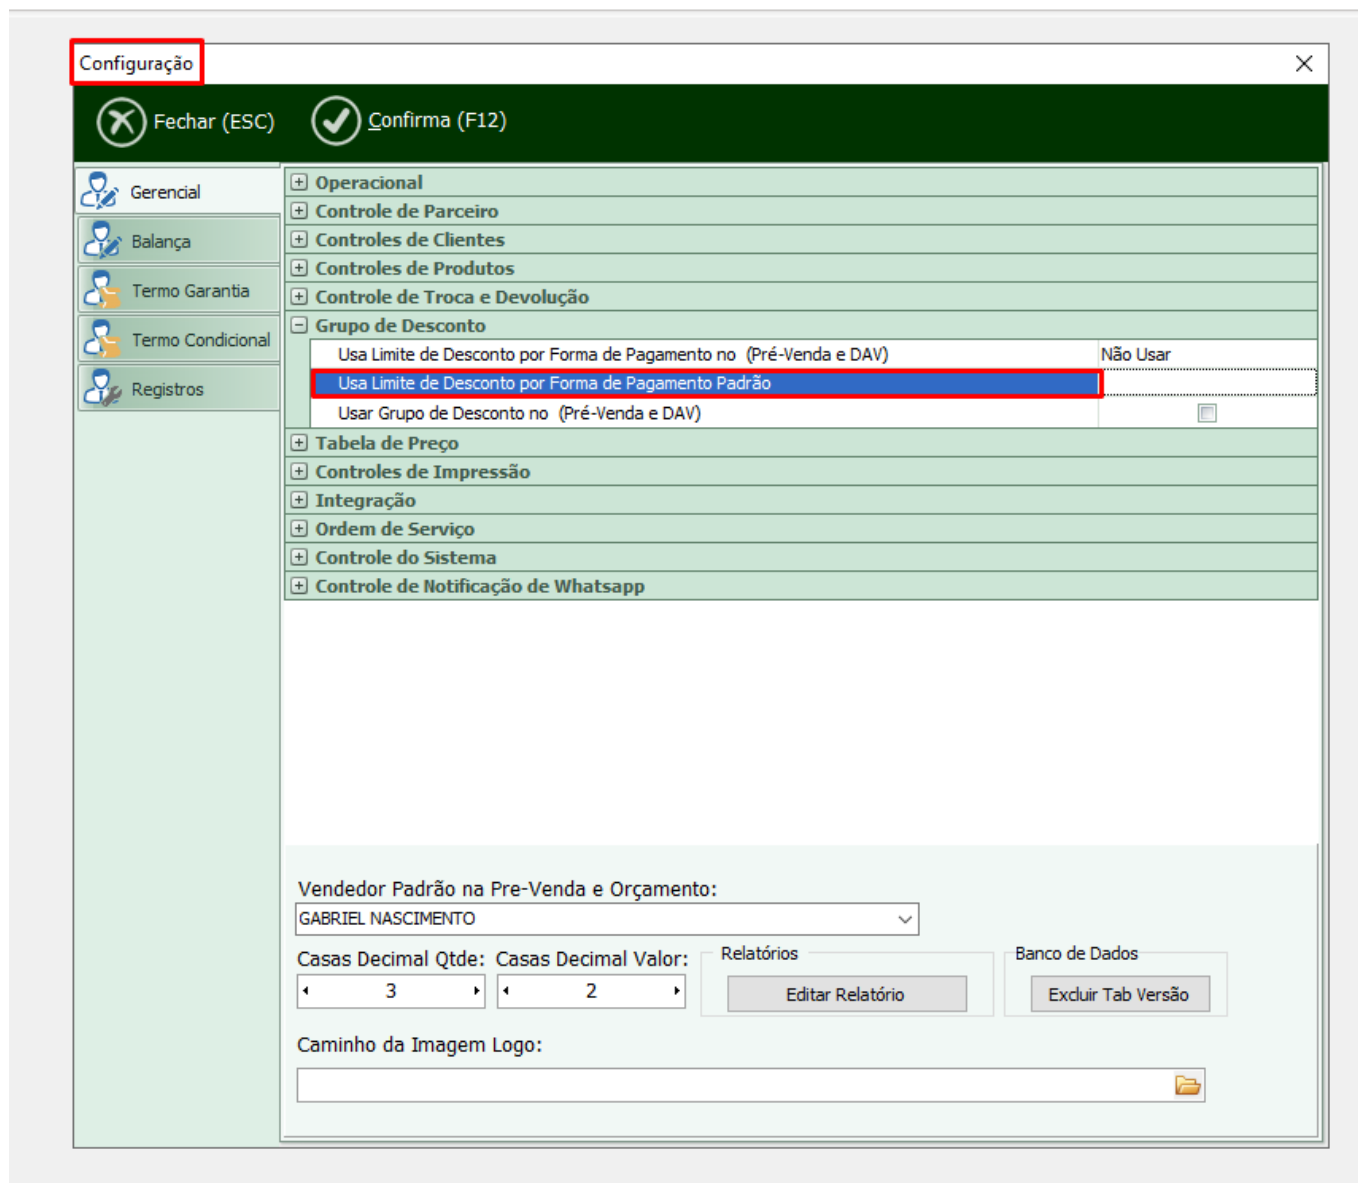 Configuração
Fechar (ESC) Confirma (F12)
Gerencial
Balança
Termo Garantia
Termo Condicional
Registros
Operacional
Controle de Parceiro
Controles de Clientes
Controles de Produtos
Controle de Troca e Devolução
Grupo de Desconto
Usa Limite de Desconto por Forma de Pagamento no (Pré-Venda e DAV) Não Usar
Usa Limite de Desconto por Forma de Pagamento Padrão
Usar Grupo de Desconto no (Pré-Venda e DAV)
Tabela de Preço
Controles de Impressão
Integração
Ordem de Serviço
Controle do Sistema
Controle de Notificação de Whatsapp
Vendedor Padrão na Pre-Venda e Orçamento:
GABRIEL NASCIMENTO
Casas Decimal Qtde: Casas Decimal Valor: Relatórios Banco de Dados
3 2 Editar Relatório Excluir Tab Versão
Caminho da Imagem Logo: